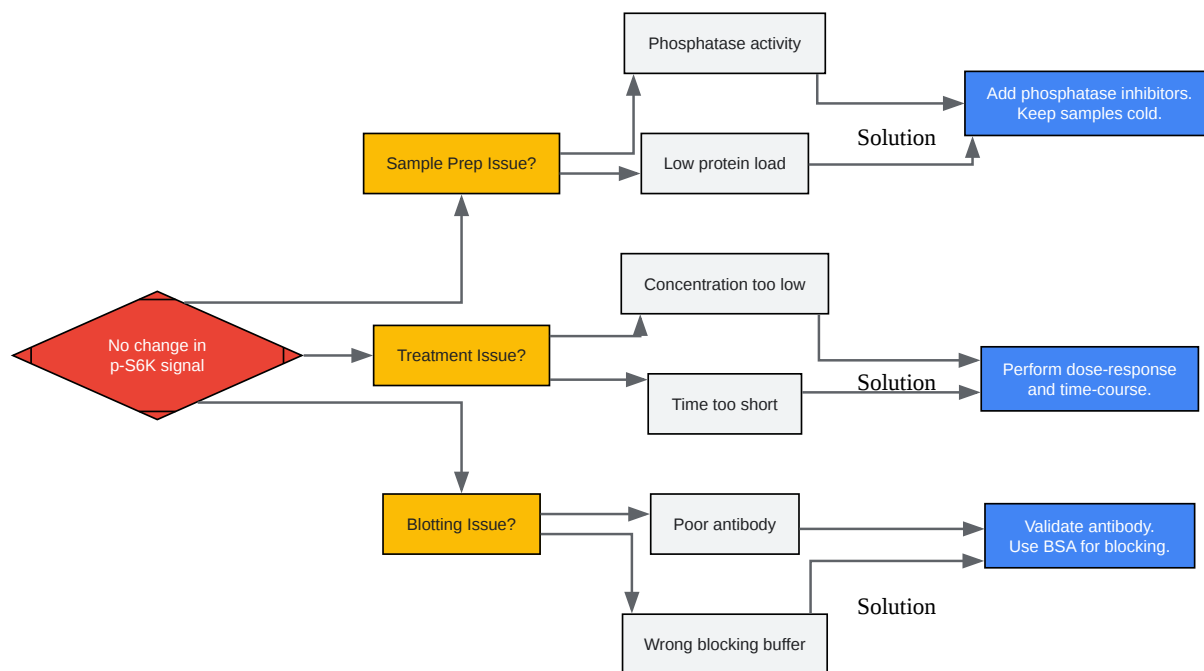 Phosphatase activity
Add phosphatase inhibitors.
Keep samples cold.
Solution
Sample Prep Issue?
Low protein load
Concentration too low
No change in
p-S6K signal
Treatment Issue?
Solution
Perform dose-response
and time-course.
Time too short
Blotting Issue?
Poor antibody
Validate antibody.
Use BSA for blocking.
Solution
Wrong blocking buffer